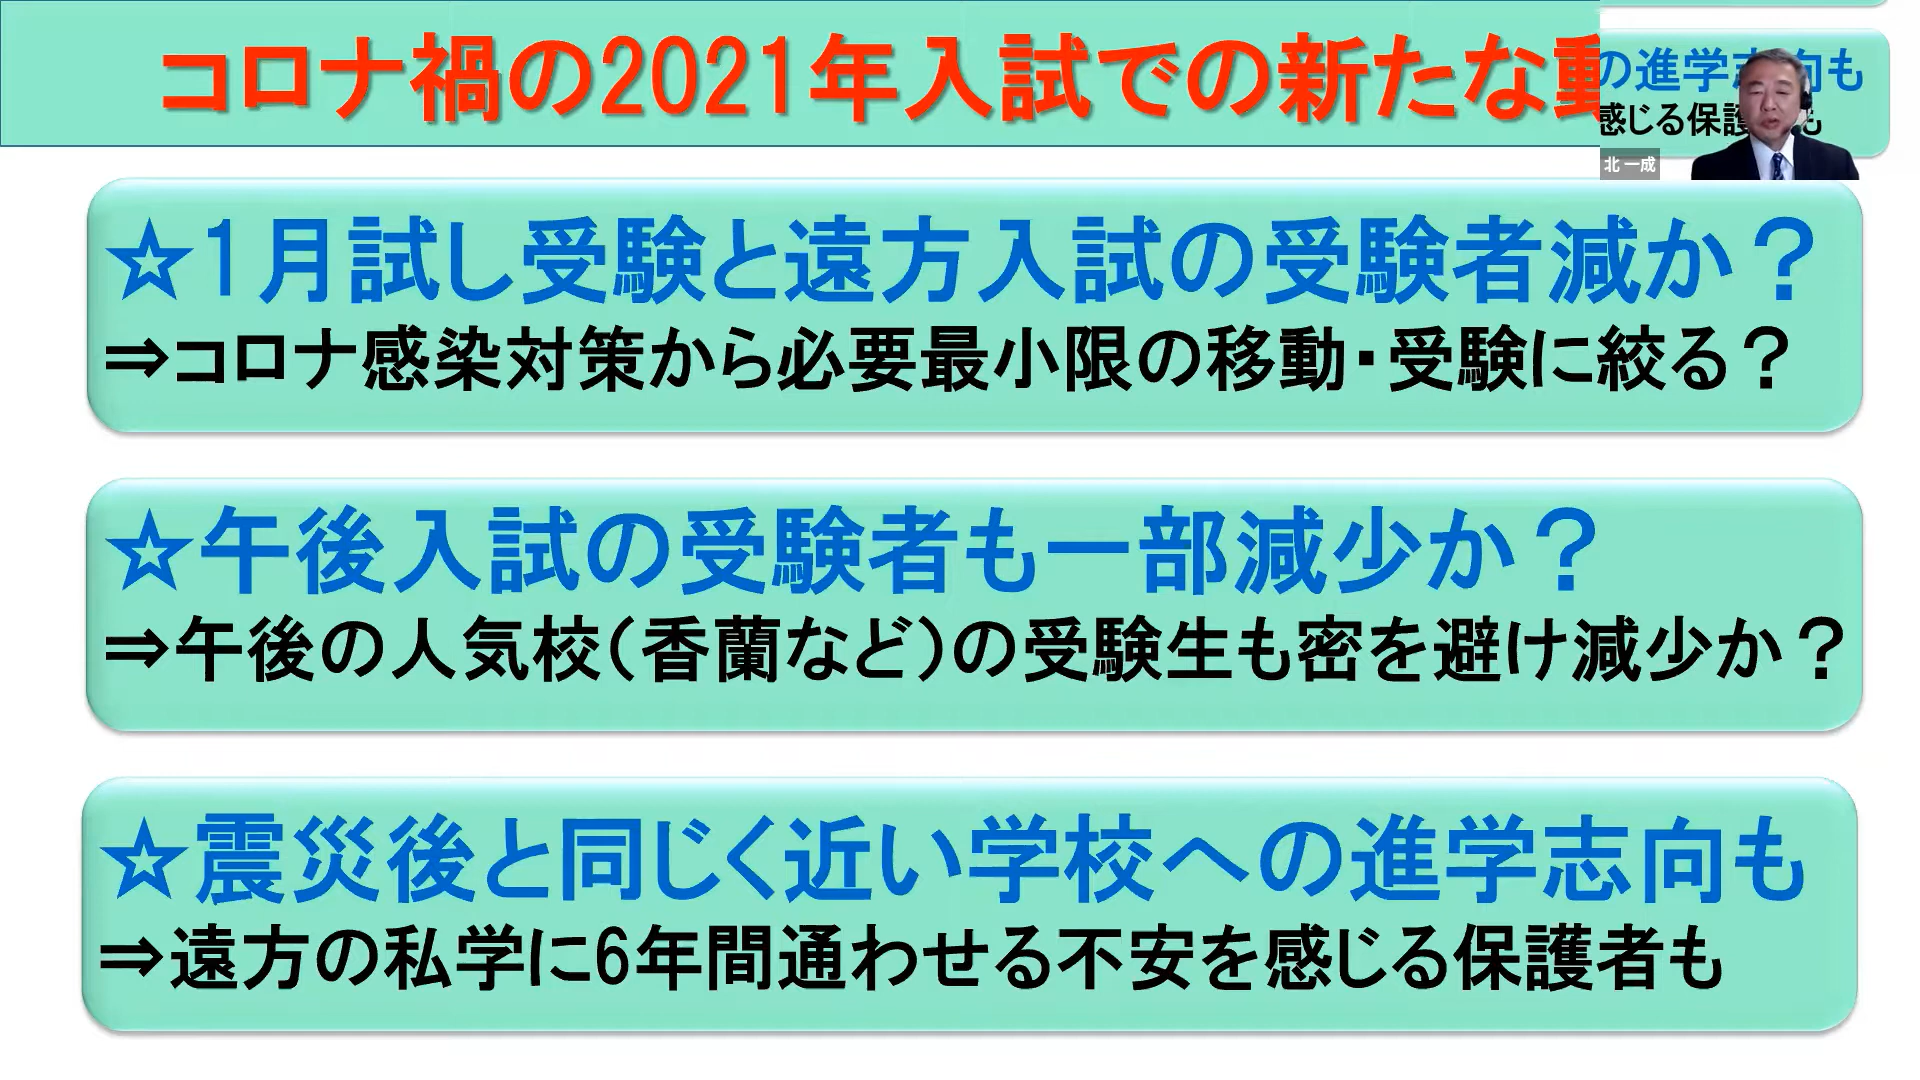 コロナ禍の2021年入試での新たな動
の進学志向も
感じる保護者も
北 一成
☆1月試し受験と遠方入試の受験者減か？
⇒コロナ感染対策から必要最小限の移動・受験に絞る？
☆午後入試の受験者も一部減少か？
⇒午後の人気校（香蘭など）の受験生も密を避け減少か？
☆震災後と同じく近い学校への進学志向も
⇒遠方の私学に6年間通わせる不安を感じる保護者も